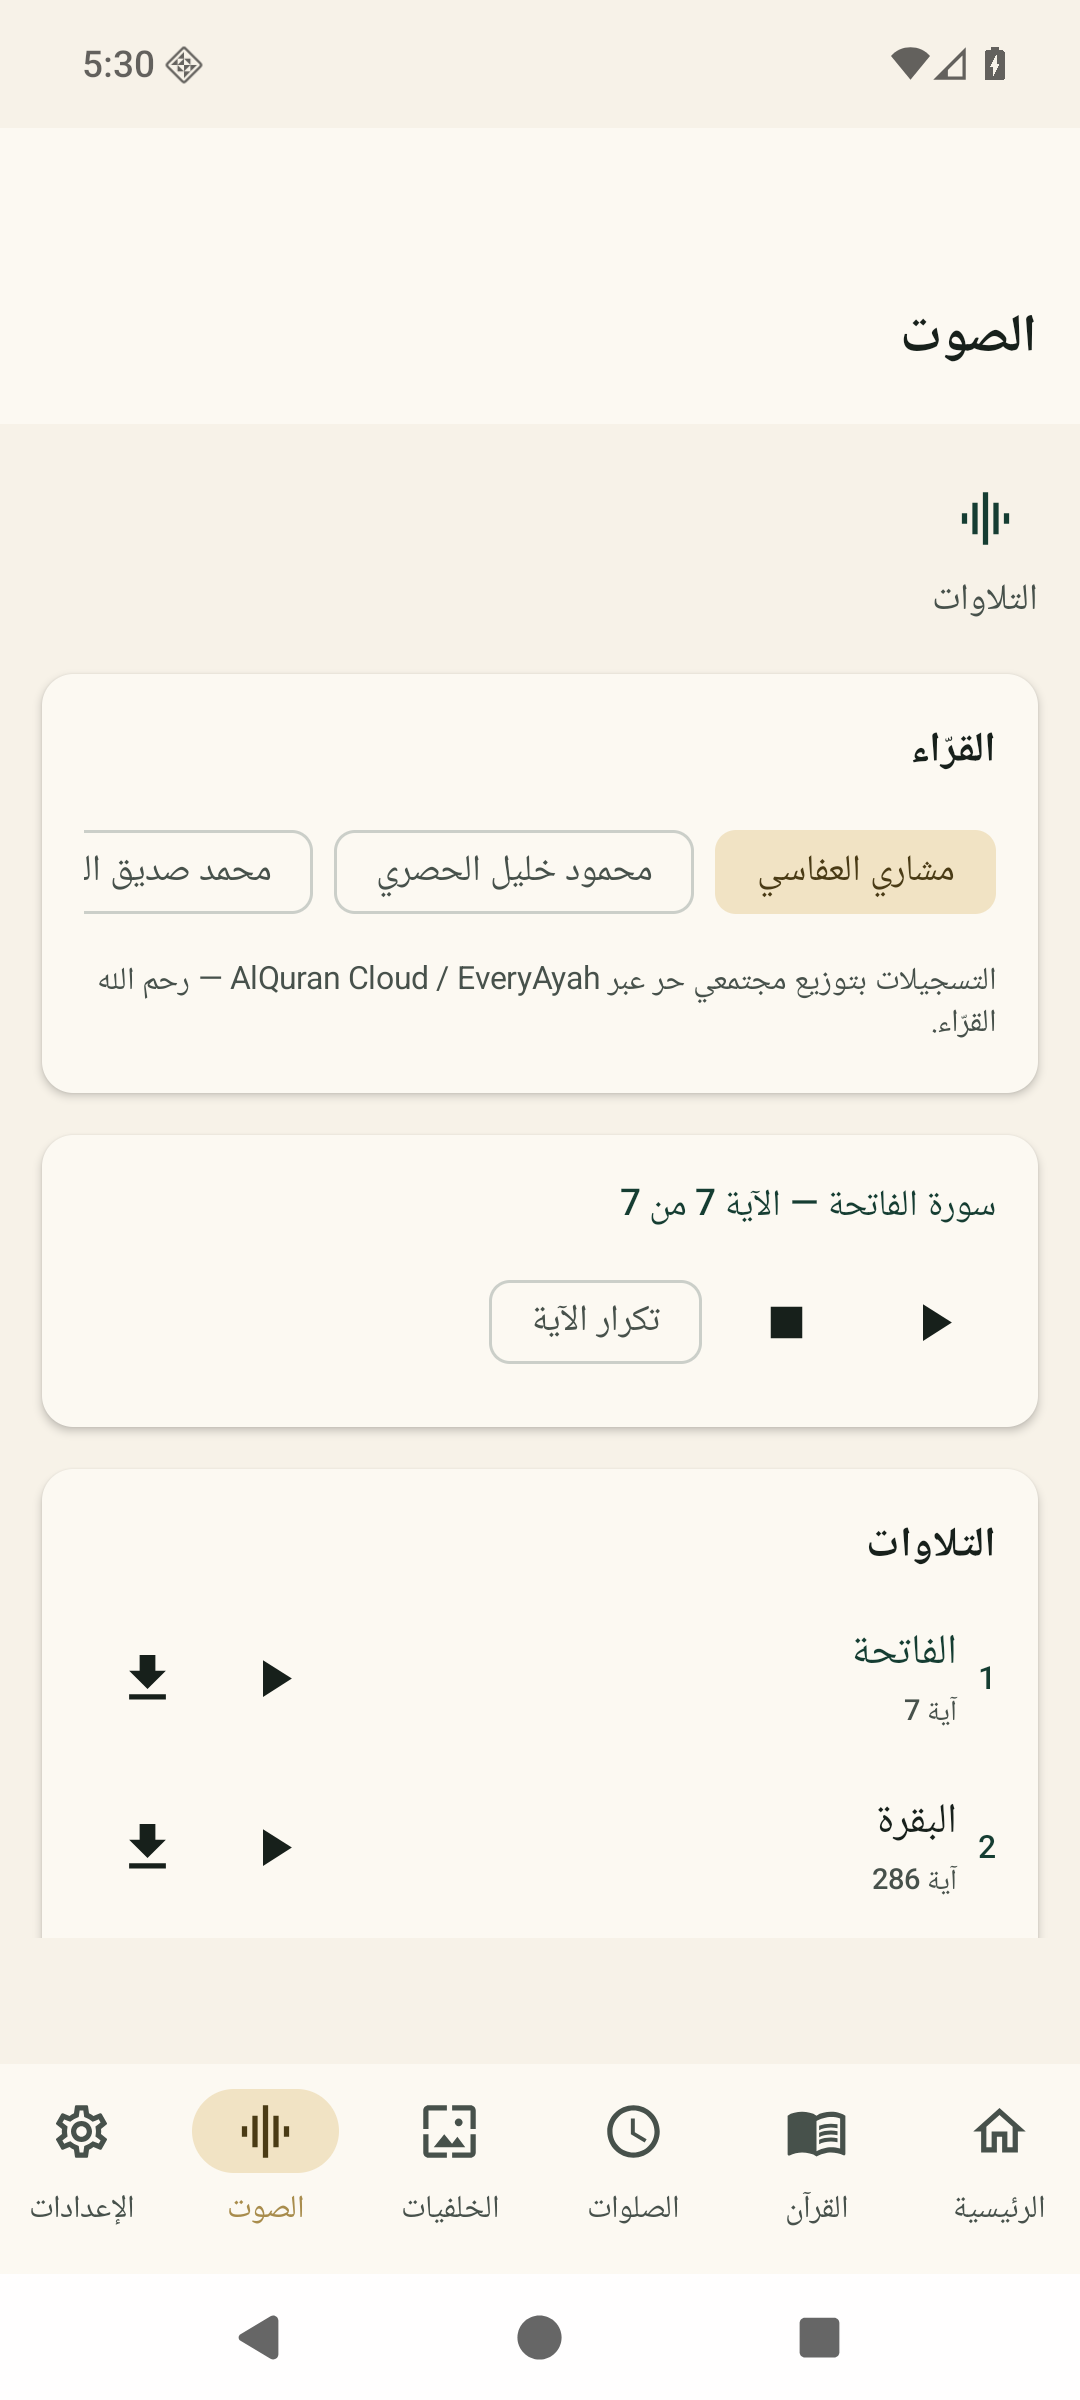 5:30
الصوت
التلاوات
القرّاء
مشاري العفاسي
محمود خليل الحصري
محمد صديق
التسجيلات بتوزيع مجتمعي حر عبر AlQuran Cloud / EveryAyah — رحم الله
القرّاء.
سورة الفاتحة — الآية 7 من 7
تكرار الآية
التلاوات
1
الفاتحة
آية 7
2
البقرة
آية 286
الرئيسية
القرآن
الصلوات
الخلفيات
الصوت
الإعدادات